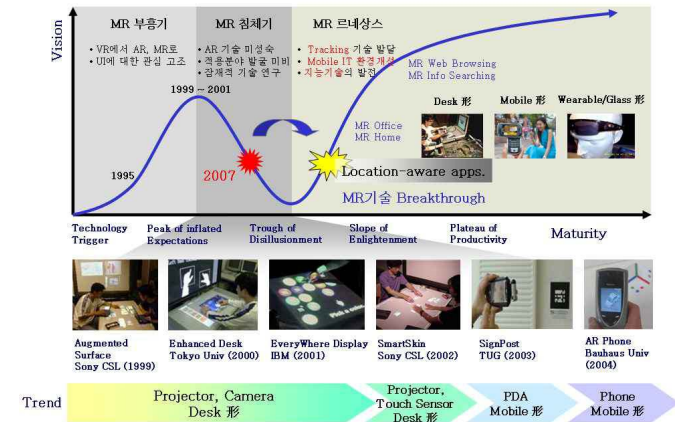 MR 부흥기
• VR에서 AR, MR로
• UI에 대한 관심 고조
MR 침체기
• AR 기술 미성숙
• 적용분야 발굴 미비
• 잠재적 기술 연구
MR 르네상스
• Tracking 기술 발달
• Mobile IT 환경개선
• 지능기술의 발전
MR Web Browsing
MR Info Searching
Vision
1999 ~ 2001
1995
2007
MR Office
MR Home
Desk 形
Mobile 形
Wearable/Glass 形
Location-aware apps.
MR기술 Breakthrough
Technology
Trigger
Peak of inflated
Expectations
Trough of
Disillusionment
Slope of
Enlightenment
Plateau of
Productivity
Maturity
Augmented
Surface
Sony CSL (1999)
Enhanced Desk
Tokyo Univ (2000)
EveryWhere Display
IBM (2001)
SmartSkin
Sony CSL (2002)
SignPost
TUG (2003)
AR Phone
Bauhaus Univ
(2004)
Trend
Projector, Camera
Desk 形
Projector,
Touch Sensor
Desk 形
PDA
Mobile 形
Phone
Mobile 形